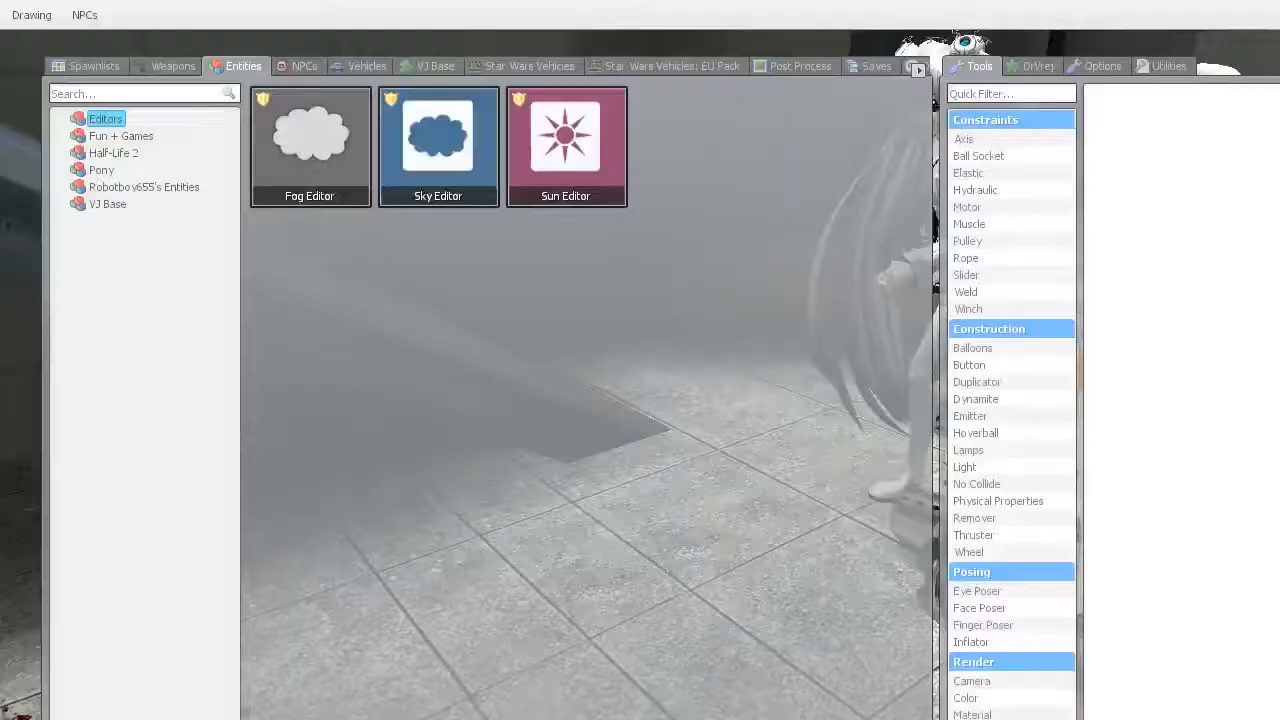 Drawing NPCs
Spawnlists Weapons Entities NPCs Vehicles VJ Base Star Wars Vehicles Star Wars Vehicles: EU Pack Post Process Saves
Tools DrVrej Options Utilities
Search...
Editors
Fun + Games
Half-Life 2
Pony
Robotboy655's Entities
VJ Base
Fog Editor
Sky Editor
Sun Editor
Quick Filter...
Constraints
Axis
Ball Socket
Elastic
Hydraulic
Motor
Muscle
Pulley
Rope
Slider
Weld
Winch
Construction
Balloons
Button
Duplicator
Dynamite
Emitter
Hoverball
Lamps
Light
No Collide
Physical Properties
Remover
Thruster
Wheel
Posing
Eye Poser
Face Poser
Finger Poser
Inflator
Render
Camera
Color
Material